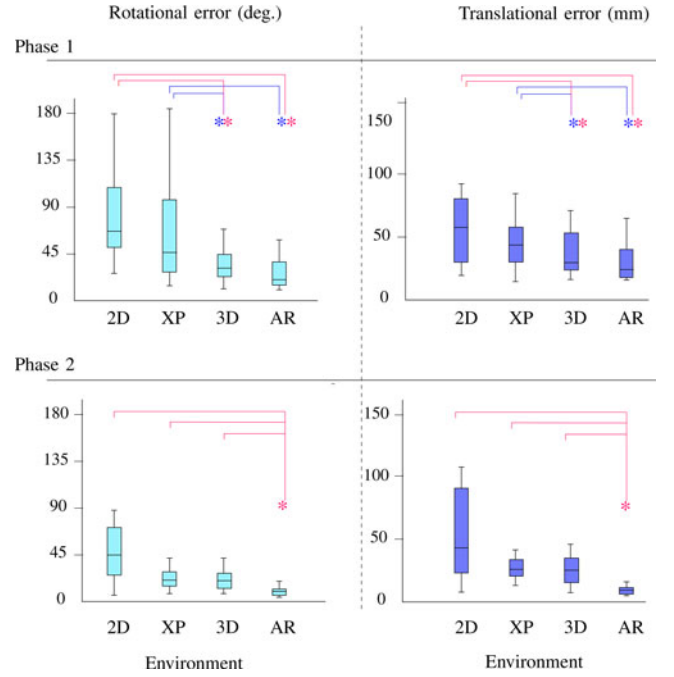 Rotational error (deg.) Translational error (mm)
Phase 1
180 150
135
90 100
45 50
0 0
** ** ** **
2D XP 3D AR 2D XP 3D AR
Phase 2
180 150
135
90 100
45 50
0 0
* *
2D XP 3D AR 2D XP 3D AR
Environment Environment